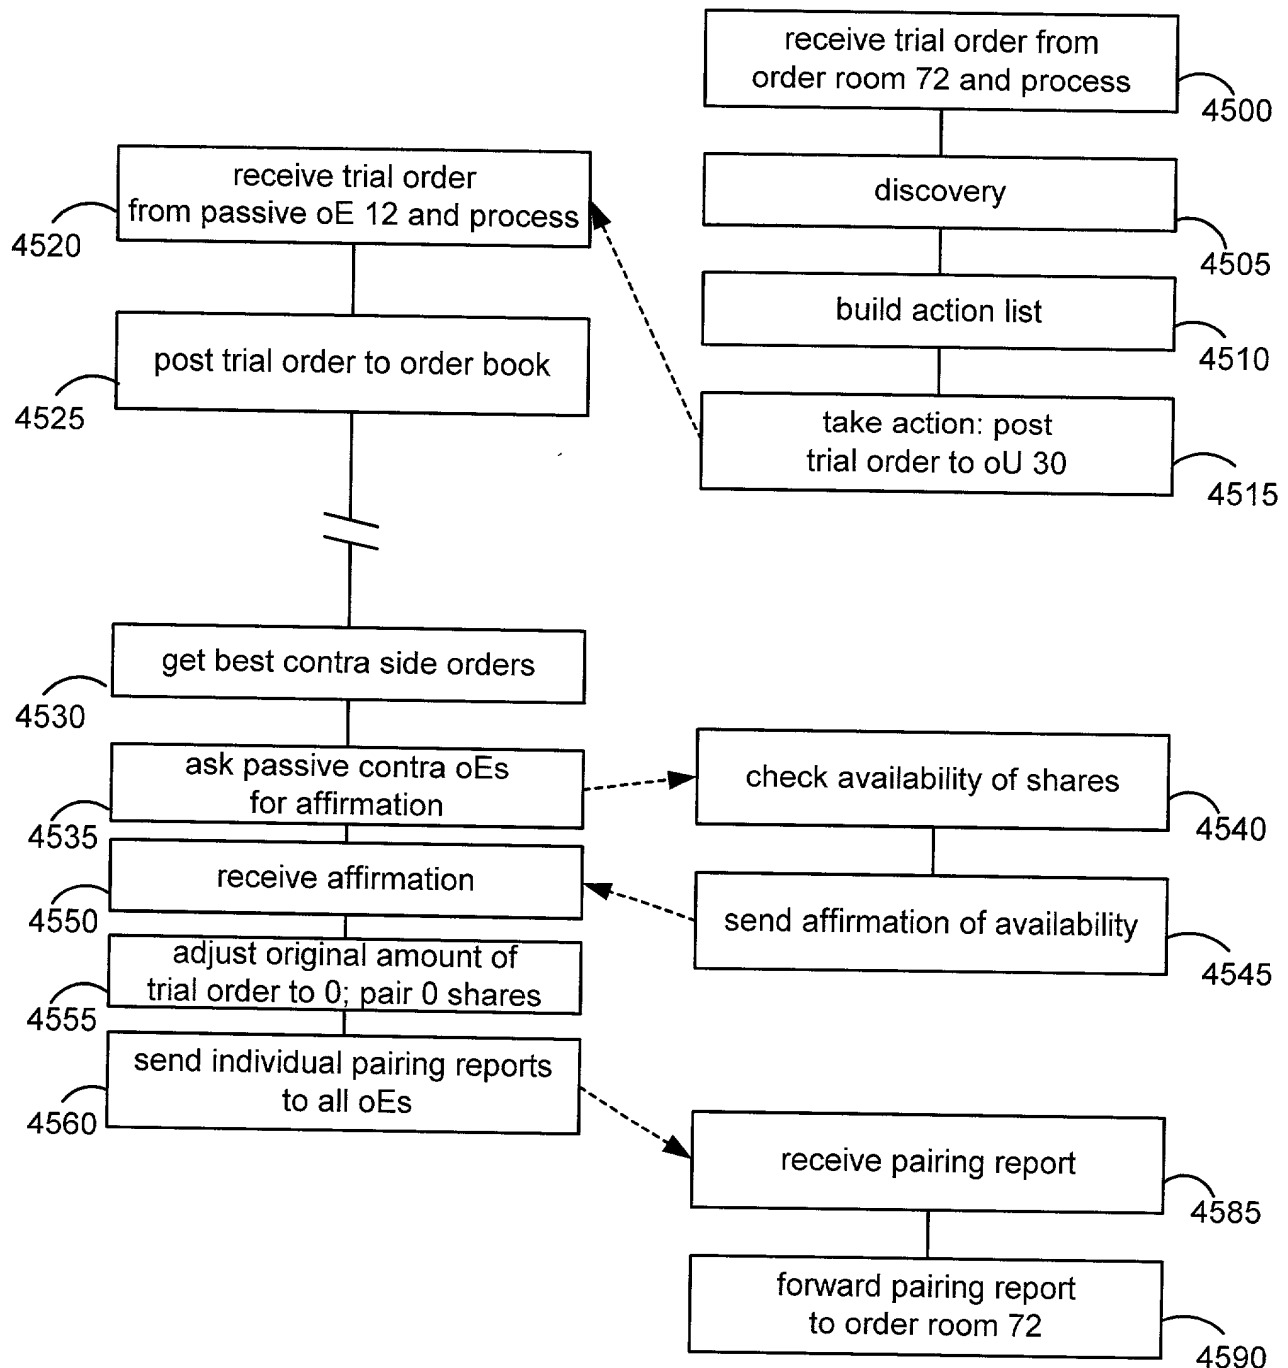 receive trial order from
order room 72 and process
4500
discovery
4505
build action list
4510
take action: post
trial order to oU 30
4515
receive trial order
from passive oE 12 and process
4520
post trial order to order book
4525
get best contra side orders
4530
ask passive contra oEs
for affirmation
4535
check availability of shares
4540
send affirmation of availability
4545
receive affirmation
4550
adjust original amount of
trial order to 0; pair 0 shares
4555
send individual pairing reports
to all oEs
4560
receive pairing report
4585
forward pairing report
to order room 72
4590